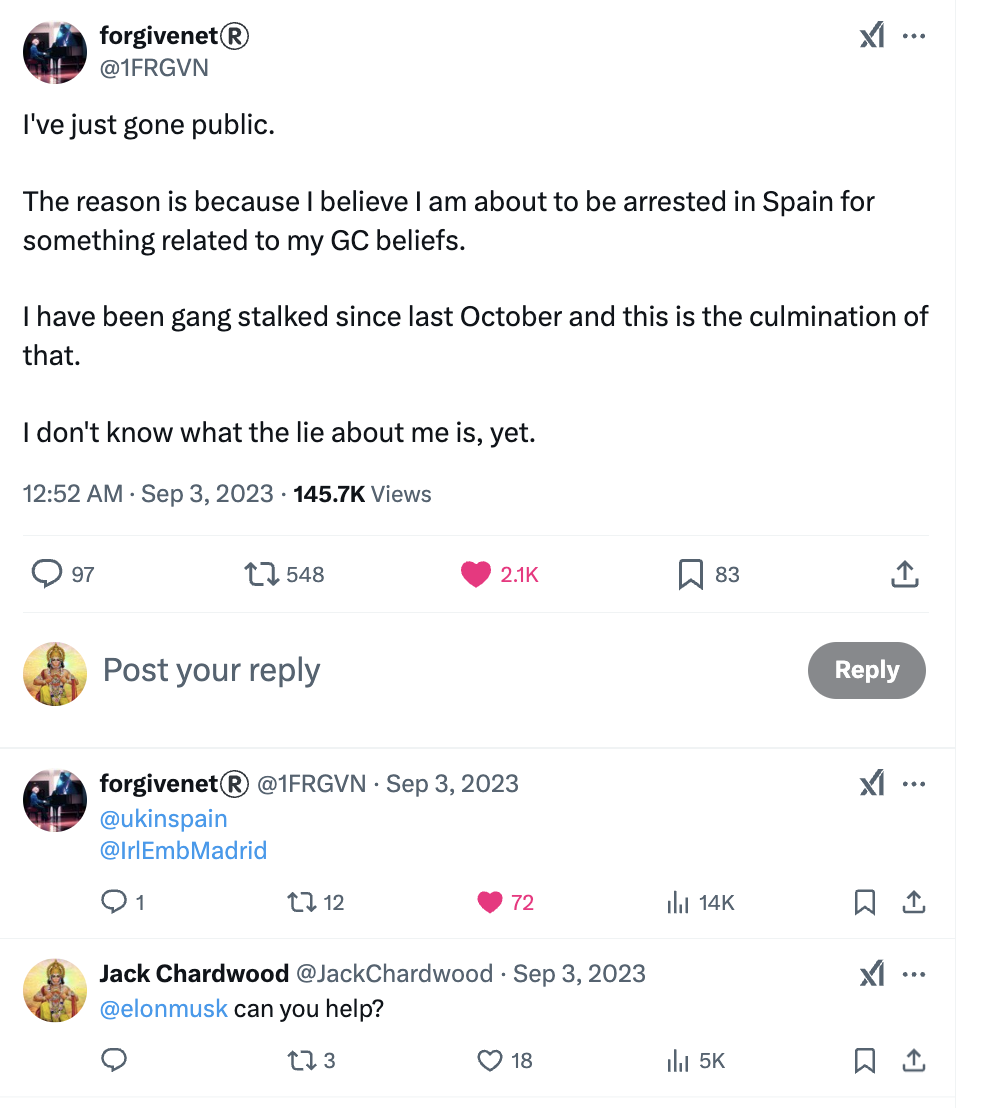 forgivenet®
@1FRGVN
I've just gone public.
The reason is because I believe I am about to be arrested in Spain for
something related to my GC beliefs.
I have been gang stalked since last October and this is the culmination of
that.
I don't know what the lie about me is, yet.
12:52 AM · Sep 3, 2023 · 145.7K Views
97 548 2.1K 83
Post your reply
Reply
forgivenet® @1FRGVN · Sep 3, 2023
@ukinspain
@IrlEmbMadrid
1 12 72 14K
Jack Chardwood @JackChardwood · Sep 3, 2023
@elonmusk can you help?
3 18 5K